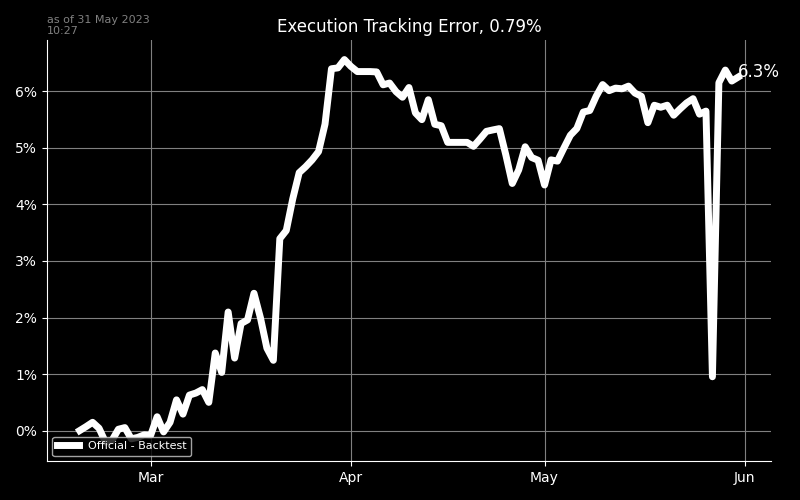 as of 31 May 2023
10:27
Execution Tracking Error, 0.79%
6.3%
6%
5%
4%
3%
2%
1%
0%
Official - Backtest
Mar
Apr
May
Jun